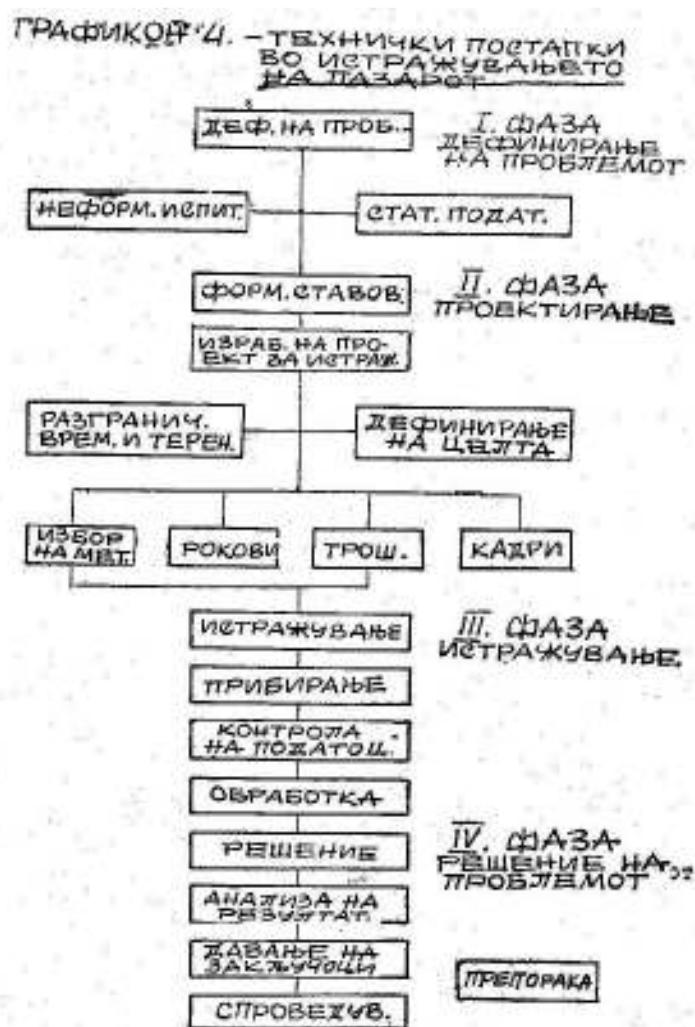 ГРАФИКОН 4. – ТЕХНИЧКИ ПОСТАПКИ
ВО ИСТРАЖУВАЊЕТО
НА ПАЗАРОТ
ДЕФ. НА ПРОБ.
I. ФАЗА
ДЕФИНИРАЊЕ
НА ПРОБЛЕМОТ
НЕФОРМ. ИСПИТ.
СТАТ. ПОДАТ.
ФОРМ. СТАВОВ.
II. ФАЗА
ПРОЕКТИРАЊЕ
ИЗРАБ. НА ПРО-
ЕКТ ЗА ИСТРАЖ.
РАЗГРАНИЧ.
ВРЕМ. И ТЕРЕН.
ДЕФИНИРАЊЕ
НА ЦЕЛТА
ИЗБОР
НА МЕТ.
РОКОВИ
ТРОШ.
КАДРИ
ИСТРАЖУВАЊЕ
III. ФАЗА
ИСТРАЖУВАЊЕ
ПРИБИРАЊЕ
КОНТРОЛА
НА ПОДАТОЦ.
ОБРАБОТКА
РЕШЕНИЕ
IV. ФАЗА
РЕШЕНИЕ НА
ПРОБЛЕМОТ
АНАЛИЗА НА
РЕЗУЛТАТ.
ДАВАЊЕ НА
ЗАКЉУЧОЦИ
ПРЕПОРАКА
СПРОВЕДУВ.